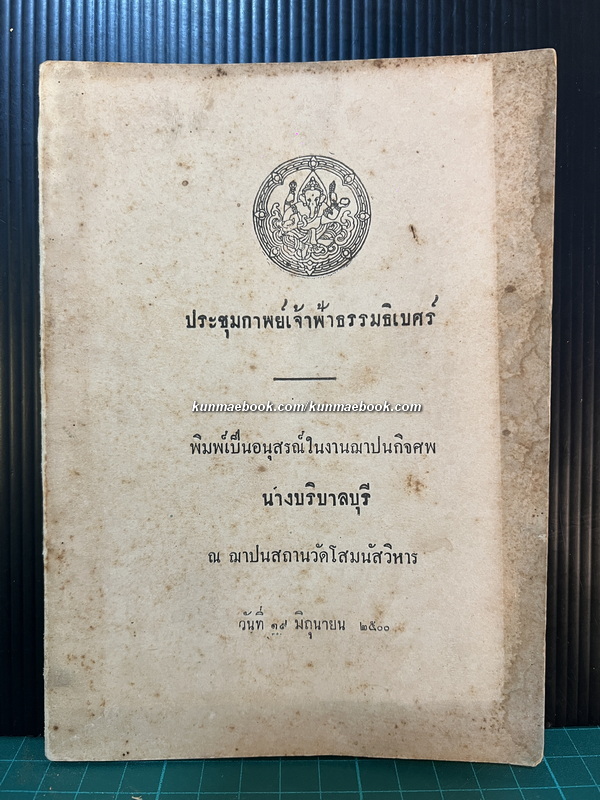 ประชุมกาพย์เจ้าฟ้าธรรมธิเบศร์
kunmaebook.com/kunmaebook.com
พิมพ์เป็นอนุสรณ์ในงานฌาปนกิจศพ
นางบริบาลบุรี
ณ ฌาปนสถานวัดโสมนัสวิหาร
วันที่ ๑๙ มิถุนายน ๒๕๐๐